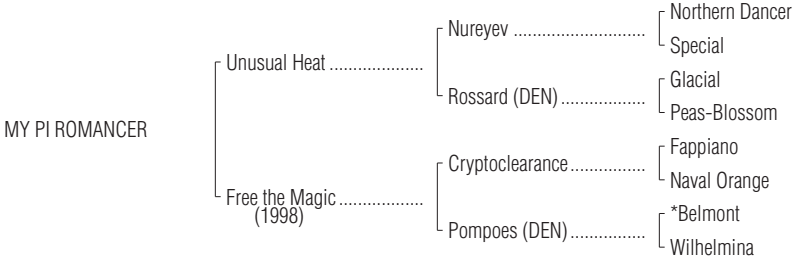 Northern Dancer
Nureyev ............................
Special
Unusual Heat ....................
Glacial
Rossard (DEN) ..................
Peas-Blossom
MY PI ROMANCER
Fappiano
Cryptoclearance ................
Naval Orange
Free the Magic ..................
(1998)
*Belmont
Pompoes (DEN) ................
Wilhelmina